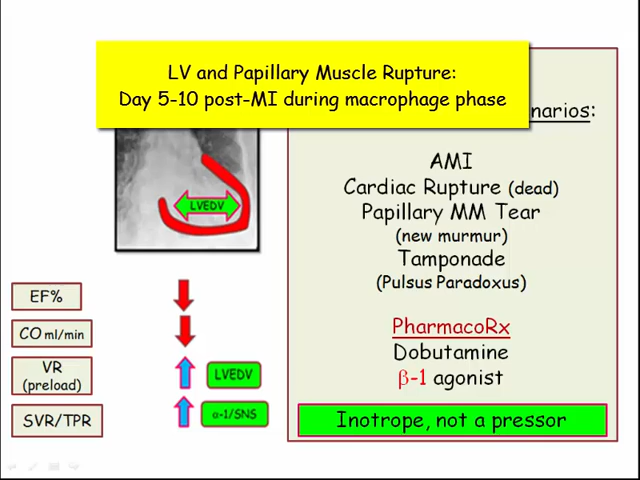 LV and Papillary Muscle Rupture:
Day 5-10 post-MI during macrophage phase
LVEDV
EF%
CO ml/min
VR
(preload)
LVEDV
SVR/TPR
α-1/SNS
AMI
Cardiac Rupture (dead)
Papillary MM Tear
(new murmur)
Tamponade
(Pulsus Paradoxus)
PharmacoRx
Dobutamine
β-1 agonist
Inotrope, not a pressor